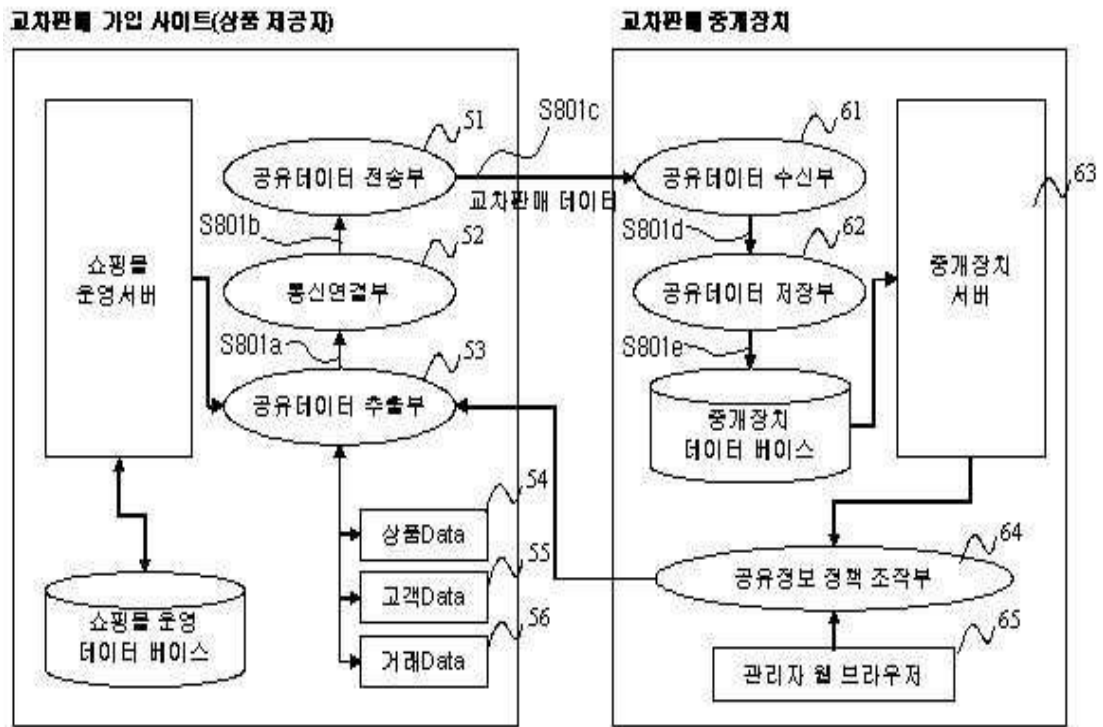 교차판매 가입 사이트(상품 제공자)
교차판매 중개장치
51
S801c
61
공유데이터 전송부
공유데이터 수신부
63
교차판매 데이터
S801b
52
S801d
62
쇼핑몰
운영서버
통신연결부
공유데이터 저장부
중개장치
서버
S801a
53
S801e
공유데이터 추출부
중개장치
데이터 베이스
54
상품Data
55
64
고객Data
공유정보 정책 조작부
56
65
쇼핑몰 운영
데이터 베이스
거래Data
관리자 웹 브라우저